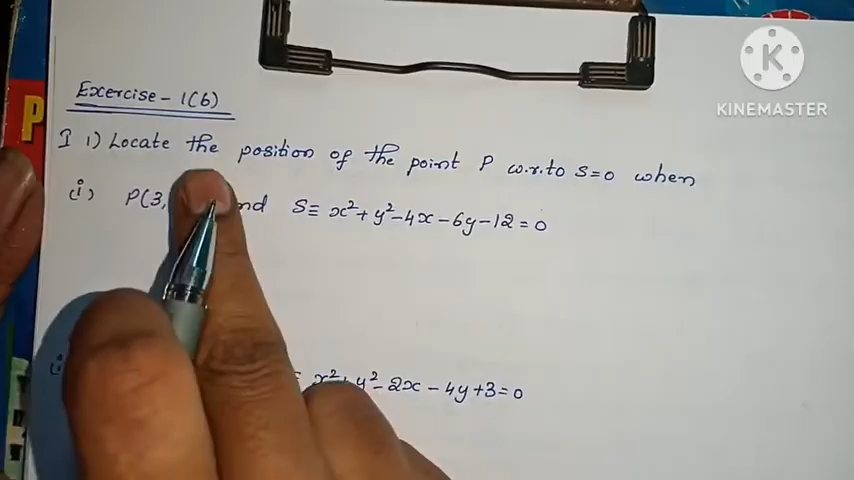 KINEMASTER
Exercise - 1(b)
I 1) Locate the position of the point P w.r.to S=0 when
(i) P(3, nd S≡ x²+y²-4x-6y-12=0
x²+y²-2x-4y+3=0